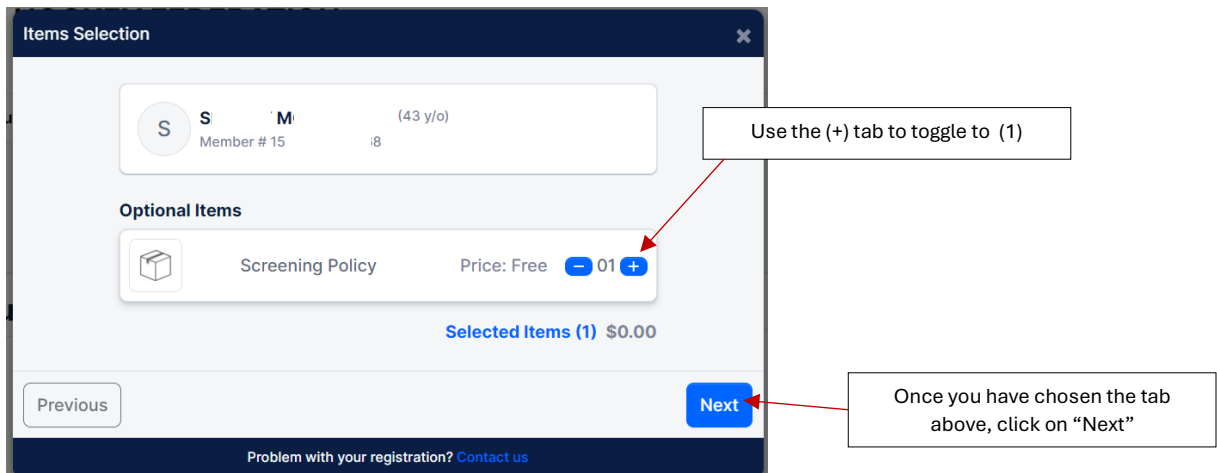 Items Selection
S
S M (43 y/o)
Member # 15 8
Use the (+) tab to toggle to (1)
Optional Items
Screening Policy Price: Free − 01 +
Selected Items (1) $0.00
Previous
Next
Once you have chosen the tab
above, click on “Next”
Problem with your registration? Contact us